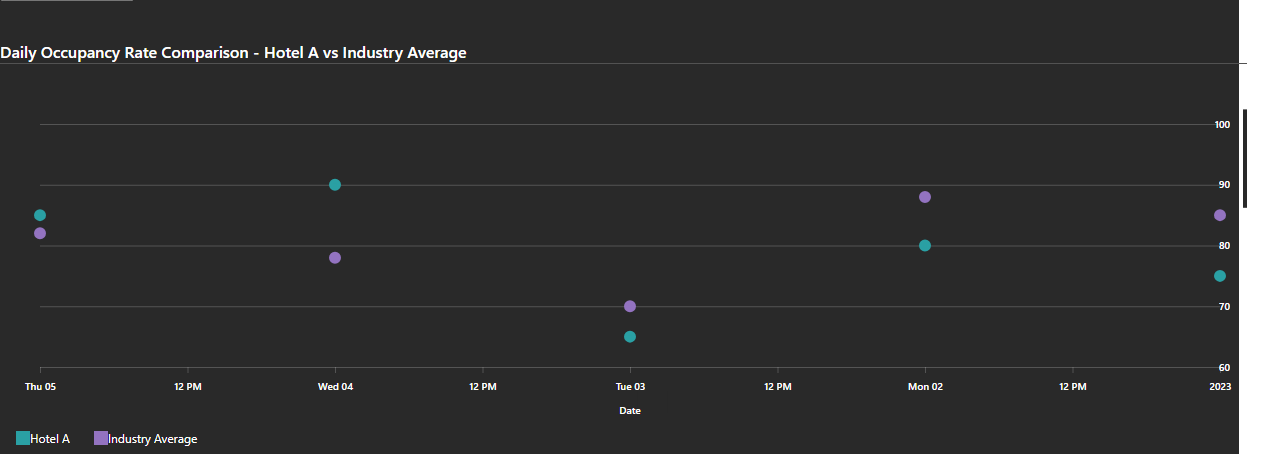 Daily Occupancy Rate Comparison - Hotel A vs Industry Average
100
90
80
70
60
Thu 05 12 PM Wed 04 12 PM Tue 03 12 PM Mon 02 12 PM 2023
Date
Hotel A Industry Average